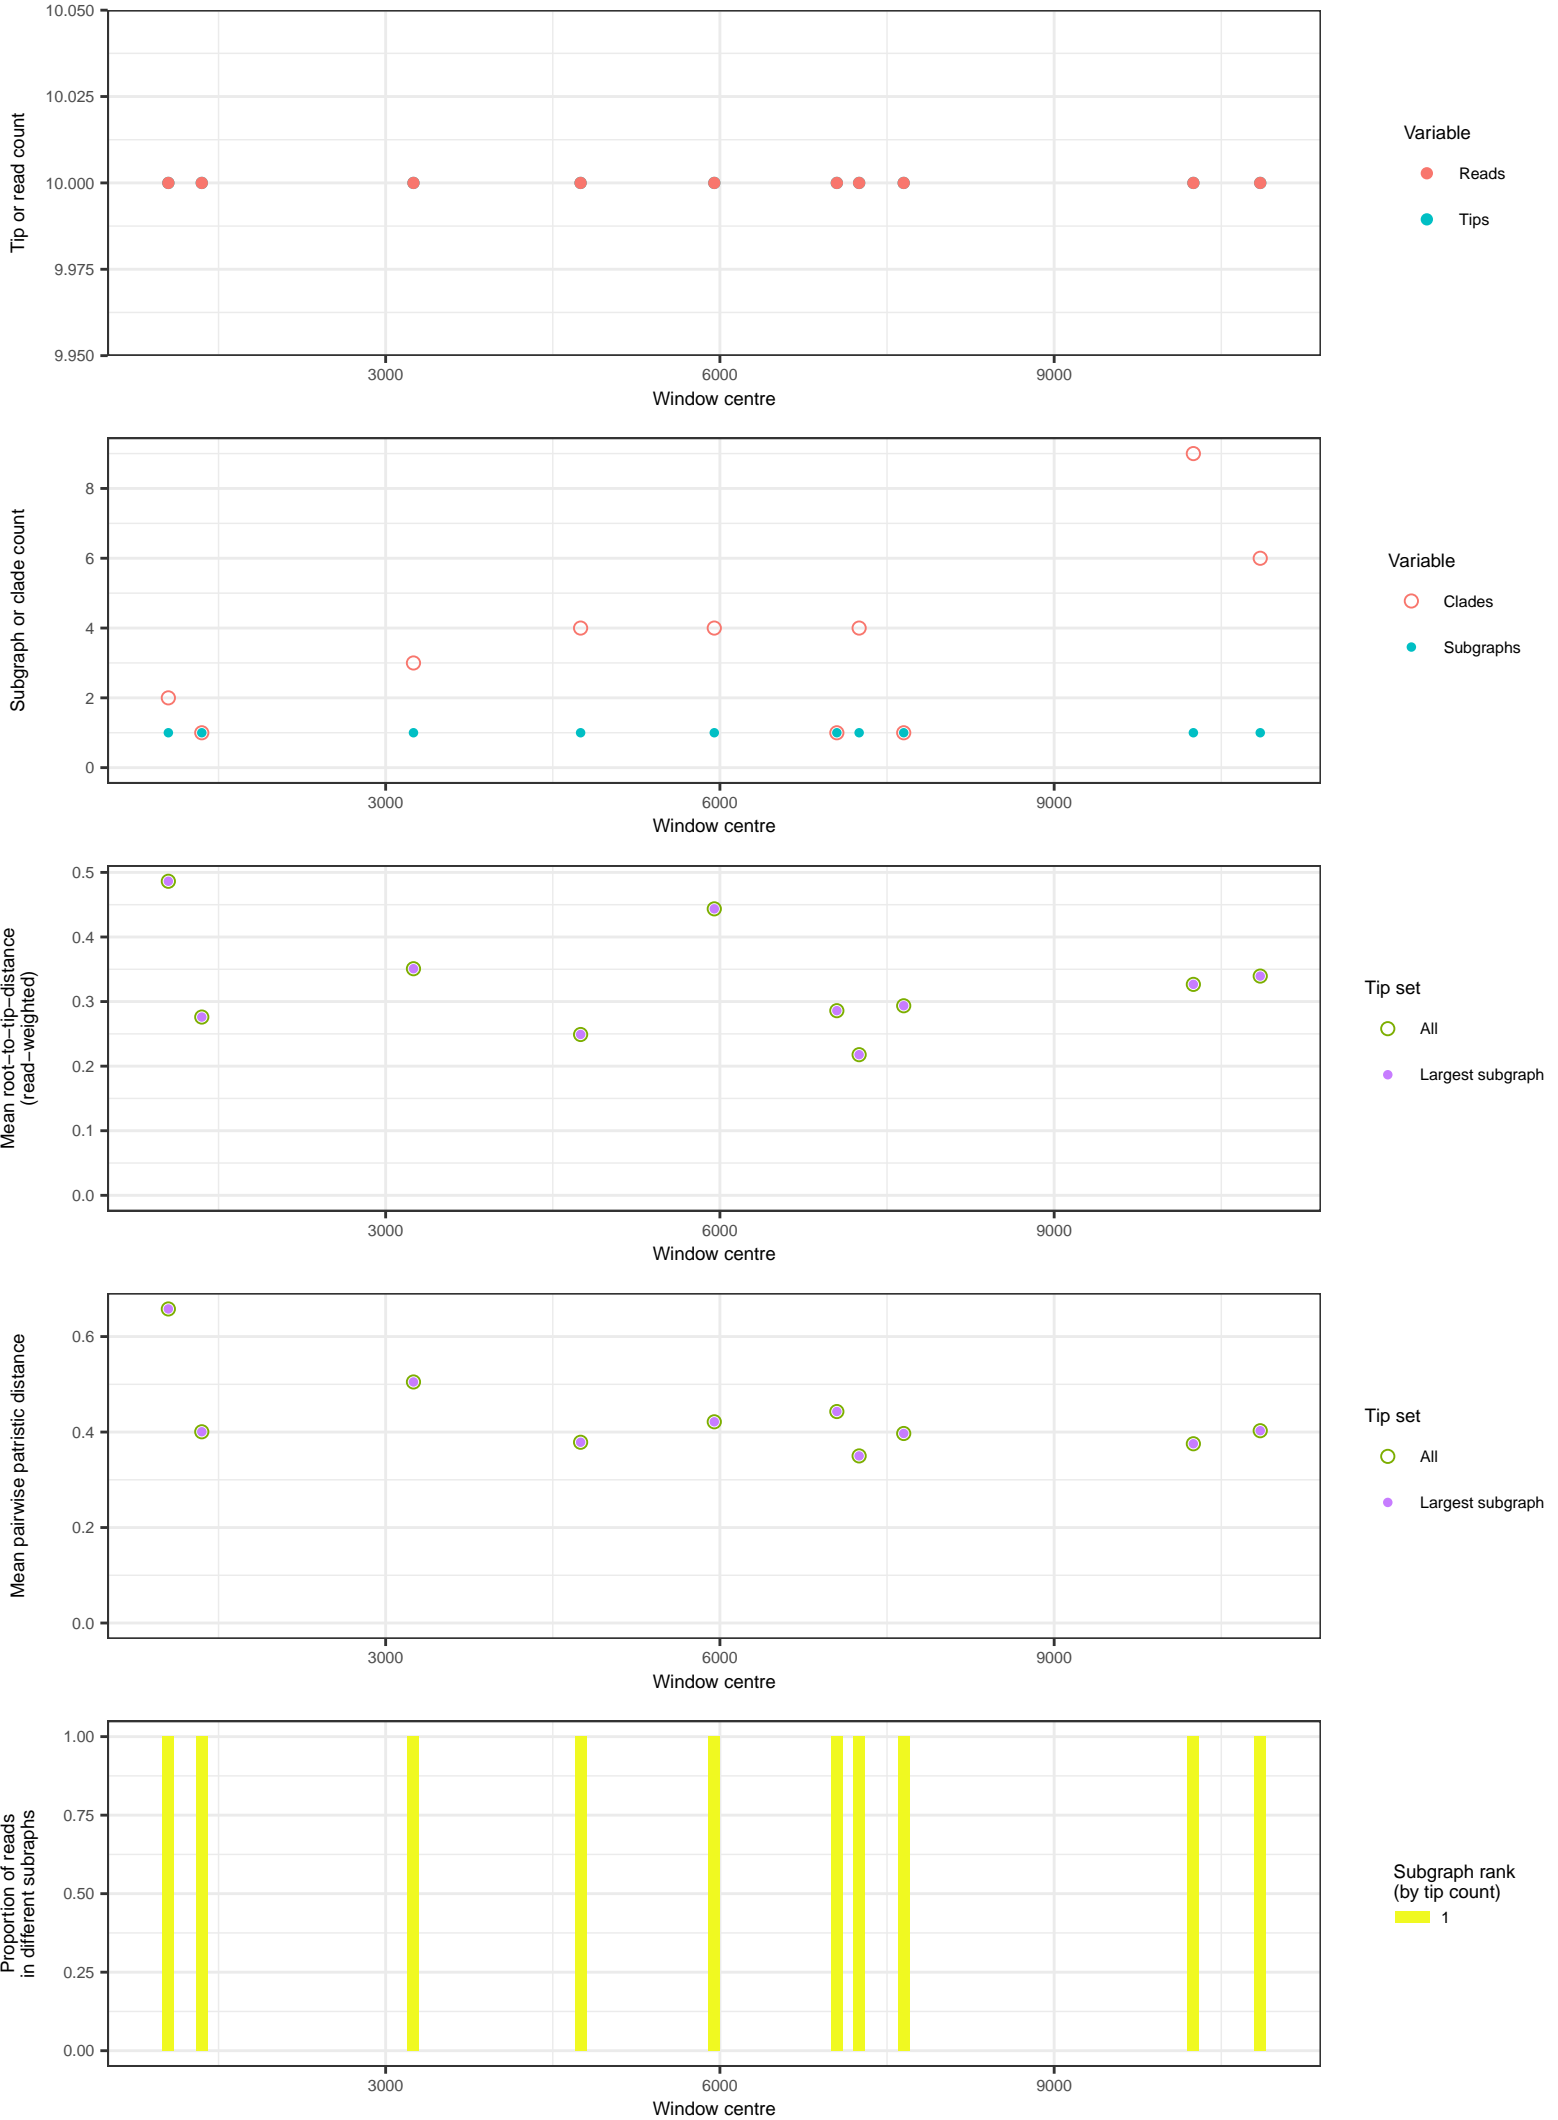 10.050
10.025
10.000
9.975
9.950
Tip or read count
3000
6000
9000
Window centre
Variable
Reads
Tips
8
6
4
2
0
Subgraph or clade count
3000
6000
9000
Window centre
Variable
Clades
Subgraphs
0.5
0.4
0.3
0.2
0.1
0.0
Mean root−to−tip−distance
(read−weighted)
3000
6000
9000
Window centre
Tip set
All
Largest subgraph
0.6
0.4
0.2
0.0
Mean pairwise patristic distance
3000
6000
9000
Window centre
Tip set
All
Largest subgraph
1.00
0.75
0.50
0.25
0.00
Proportion of reads
in different subraphs
3000
6000
9000
Window centre
Subgraph rank
(by tip count)
1